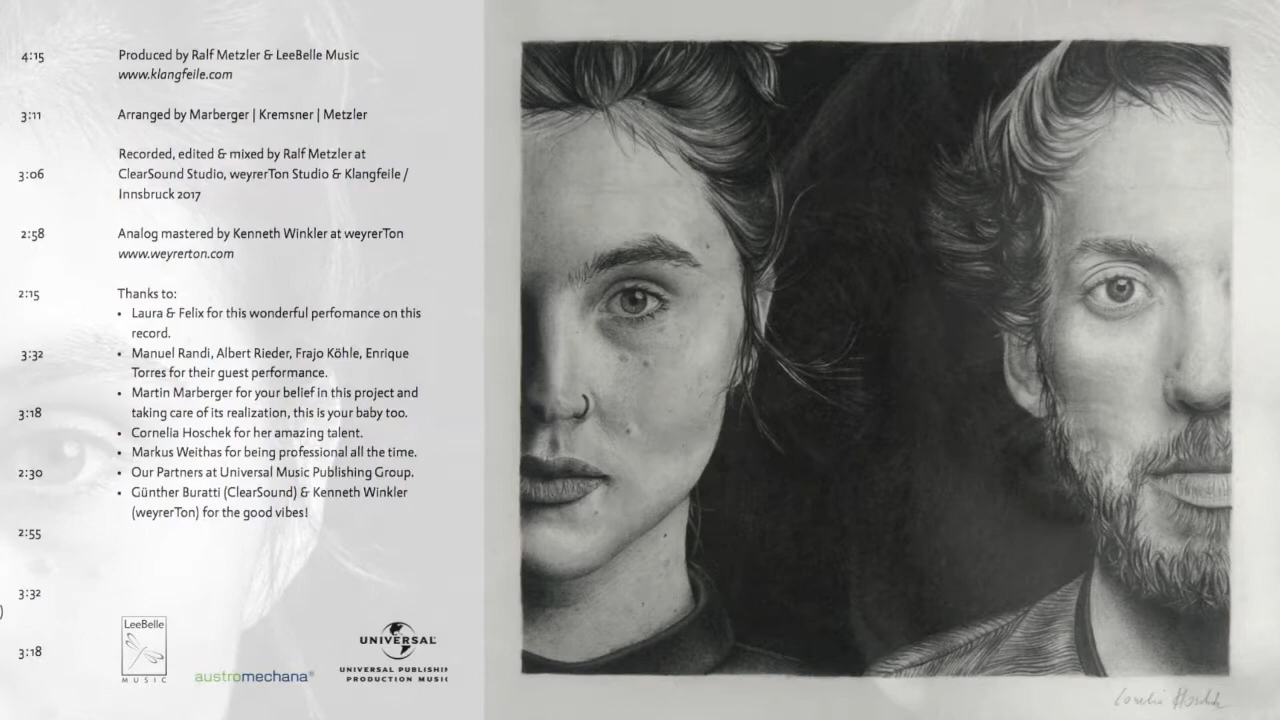 4:15
Produced by Ralf Metzler & LeeBelle Music
www.klangfeile.com
3:11
Arranged by Marberger | Kremsner | Metzler
Recorded, edited & mixed by Ralf Metzler at
3:06
ClearSound Studio, weyrerTon Studio & Klangfeile /
Innsbruck 2017
2:58
Analog mastered by Kenneth Winkler at weyrerTon
www.weyrerton.com
2:15
Thanks to:
• Laura & Felix for this wonderful perfomance on this
record.
3:32
• Manuel Randi, Albert Rieder, Frajo Köhle, Enrique
Torres for their guest performance.
• Martin Marberger for your belief in this project and
3:18
taking care of its realization, this is your baby too.
• Cornelia Hoschek for her amazing talent.
• Markus Weithas for being professional all the time.
2:30
• Our Partners at Universal Music Publishing Group.
• Günther Buratti (ClearSound) & Kenneth Winkler
(weyrerTon) for the good vibes!
2:55
3:32
)
3:18
LeeBelle
MUSIC
austromechana®
UNIVERSAL
UNIVERSAL PUBLISHIN
PRODUCTION MUSIC
Cornelia Hoschek